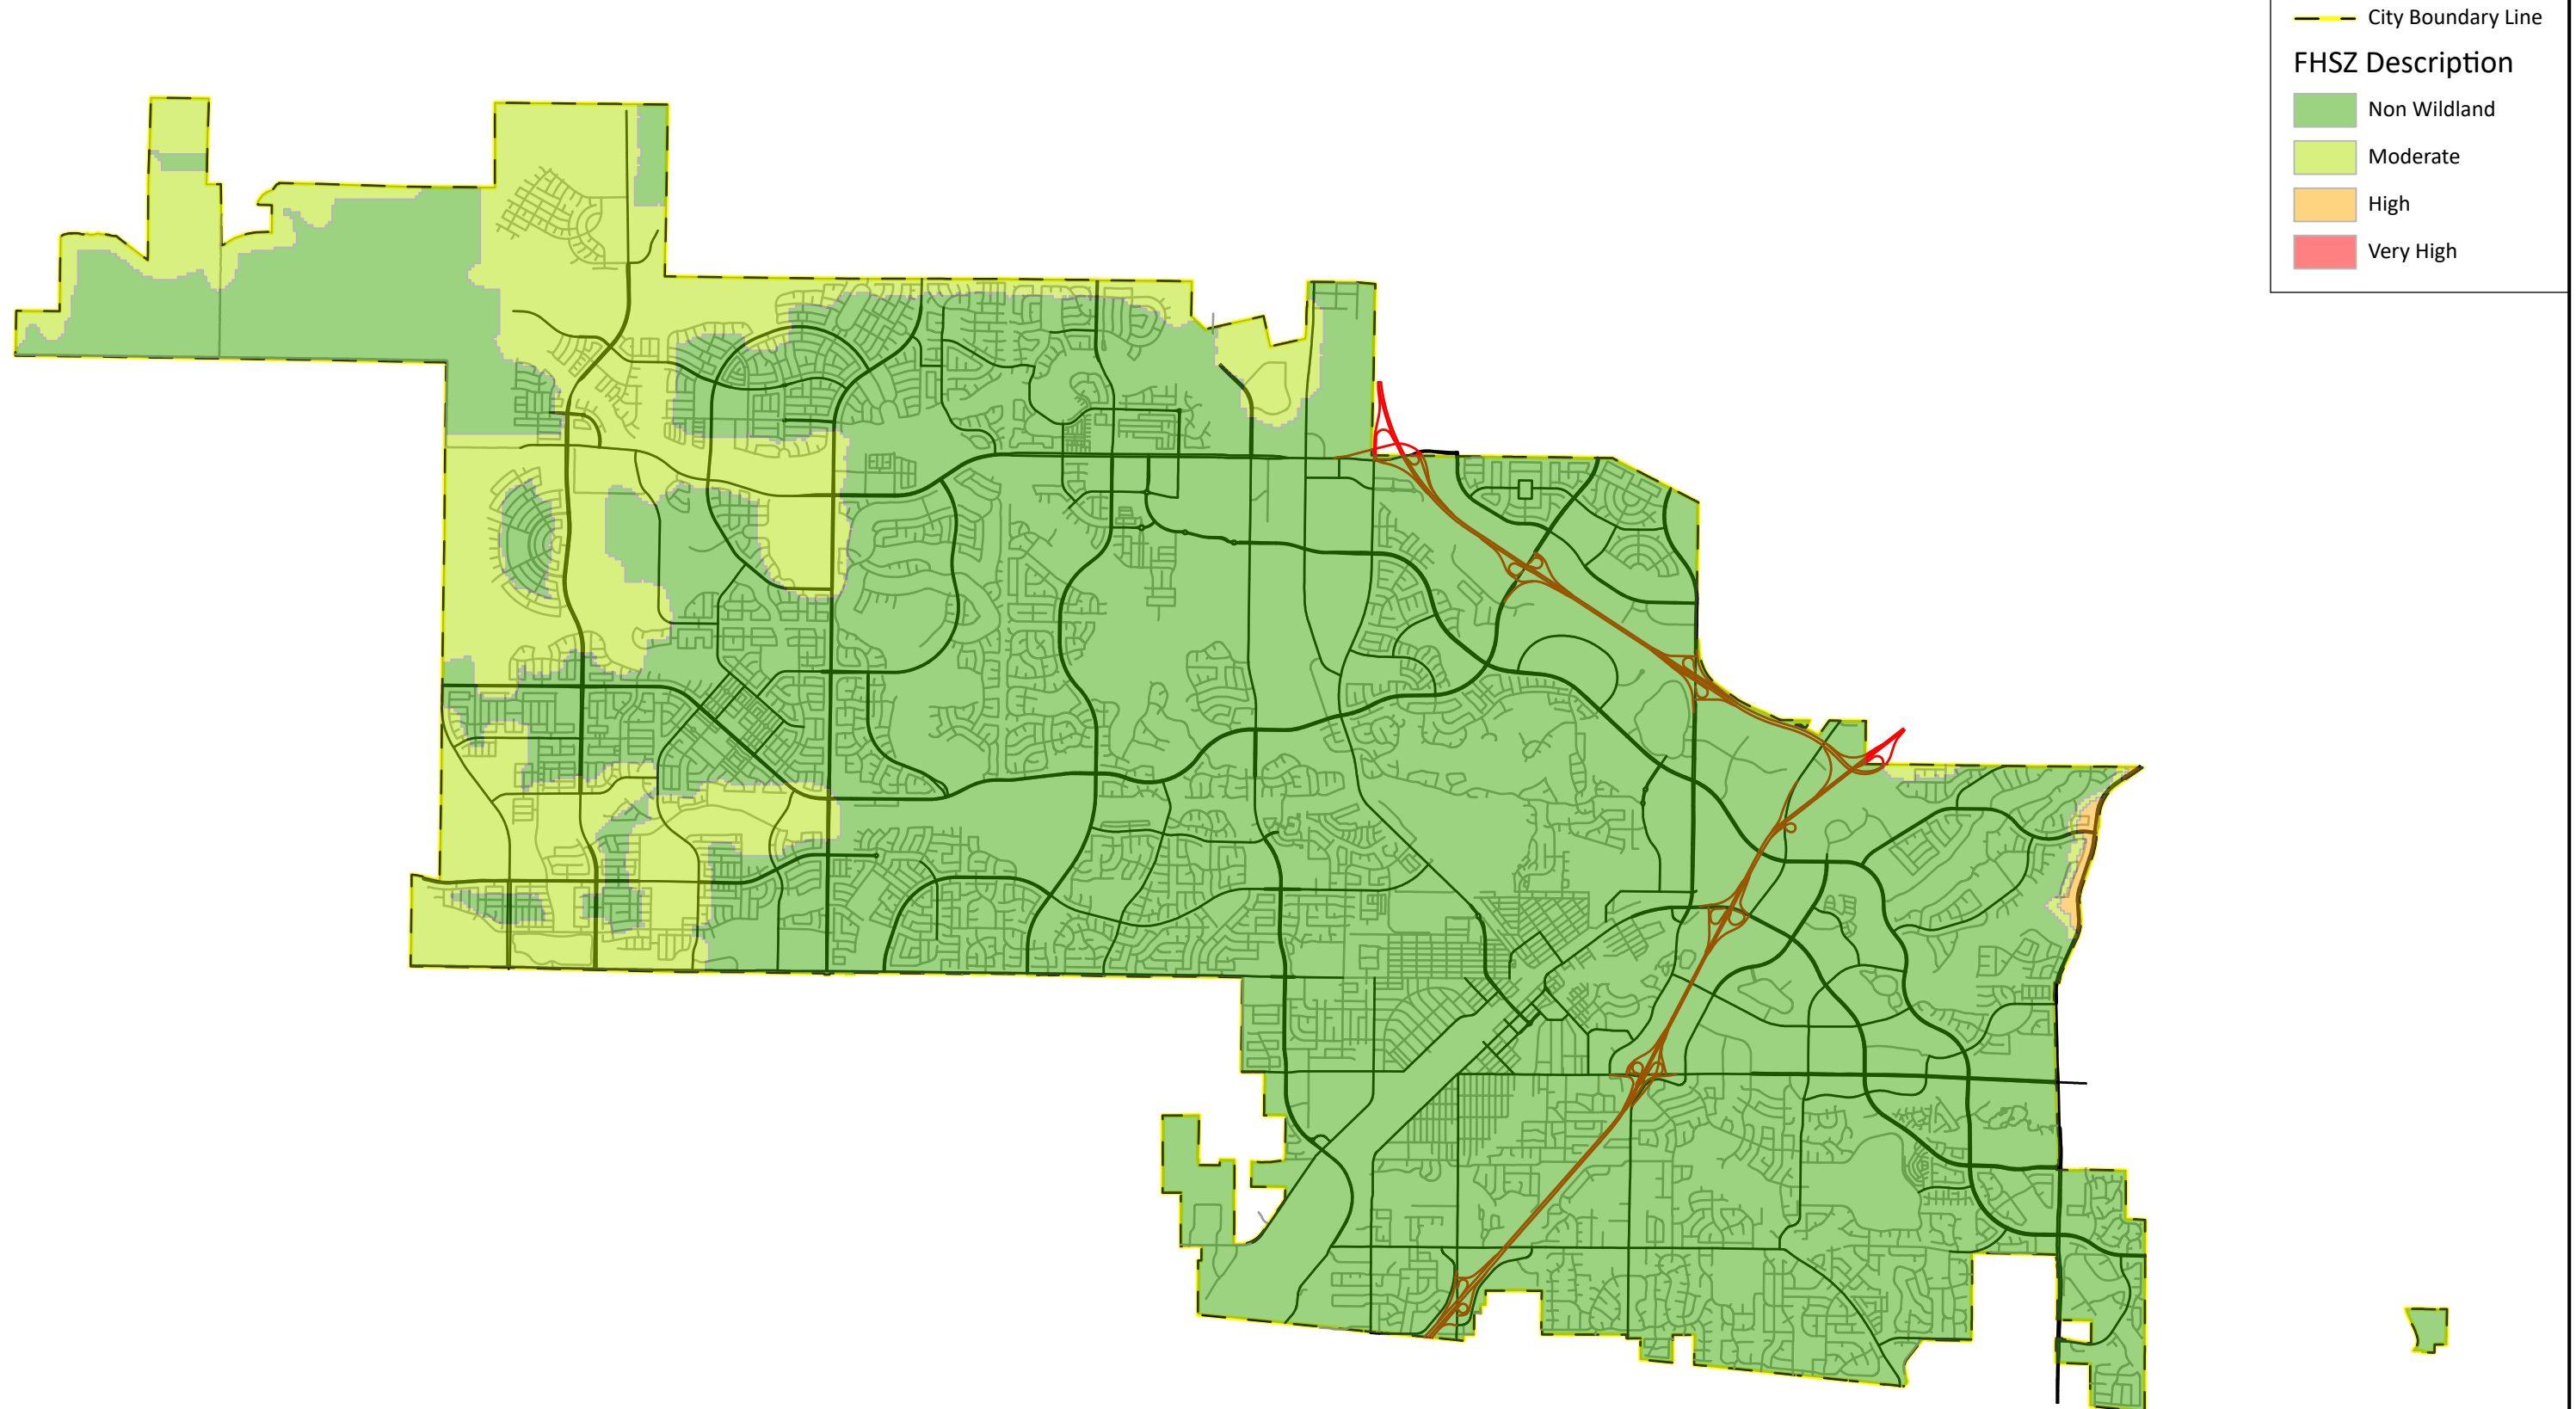 City Boundary Line
FHSZ Description
Non Wildland
Moderate
High
Very High